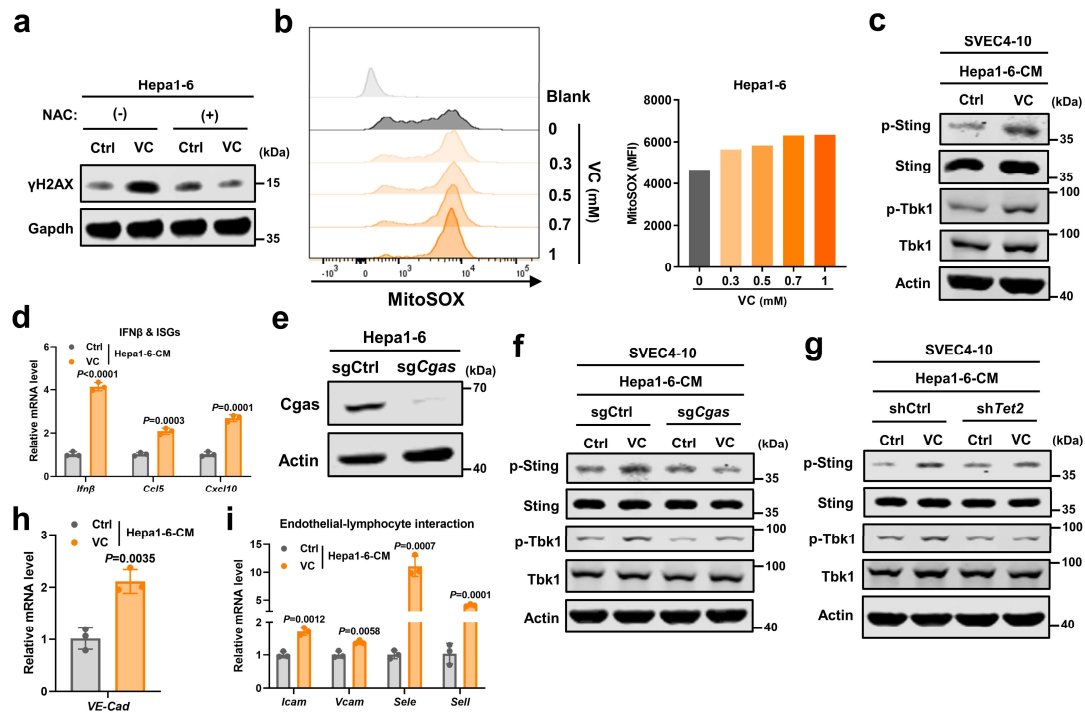 a
Hepa1-6
NAC: (-) (+)
Ctrl VC Ctrl VC (kDa)
γH2AX 15
Gapdh 35
b
Blank
0
0.3
0.5
0.7
1
VC (mM)
-10³ 0 10³ 10⁴ 10⁵
MitoSOX
Hepa1-6
MitoSOX (MFI)
8000
6000
4000
2000
0
0 0.3 0.5 0.7 1
VC (mM)
c
SVEC4-10
Hepa1-6-CM
Ctrl VC (kDa)
p-Sting 35
Sting 35
p-Tbk1 100
Tbk1 100
Actin 40
d
IFNβ & ISGs
Ctrl
VC
Hepa1-6-CM
P<0.0001
P=0.0003
P=0.0001
Relative mRNA level
6
4
2
0
Ifnβ Ccl5 Cxcl10
e
Hepa1-6
sgCtrl sgCgas (kDa)
Cgas 70
Actin 40
f
SVEC4-10
Hepa1-6-CM
sgCtrl sgCgas
Ctrl VC Ctrl VC (kDa)
p-Sting 35
Sting 35
p-Tbk1 100
Tbk1 100
Actin 40
g
SVEC4-10
Hepa1-6-CM
shCtrl shTet2
Ctrl VC Ctrl VC (kDa)
p-Sting 35
Sting 35
p-Tbk1 100
Tbk1 100
Actin 40
h
Ctrl
VC
Hepa1-6-CM
P=0.0035
Relative mRNA level
3
2
1
0
VE-Cad
i
Endothelial-lymphocyte interaction
Ctrl
VC
Hepa1-6-CM
P=0.0007
P=0.0001
P=0.0012
P=0.0058
Relative mRNA level
15
10
5
2
1
0
Icam Vcam Sele Sell